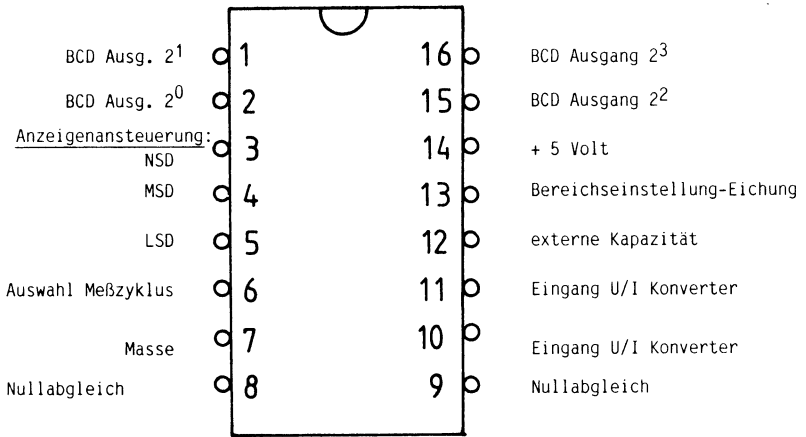 BCD Ausg. 2¹ 1 16 BCD Ausgang 2³
BCD Ausg. 2⁰ 2 15 BCD Ausgang 2²
Anzeigenansteuerung:
NSD 3 14 + 5 Volt
MSD 4 13 Bereichseinstellung-Eichung
LSD 5 12 externe Kapazität
Auswahl Meßzyklus 6 11 Eingang U/I Konverter
Masse 7 10 Eingang U/I Konverter
Nullabgleich 8 9 Nullabgleich